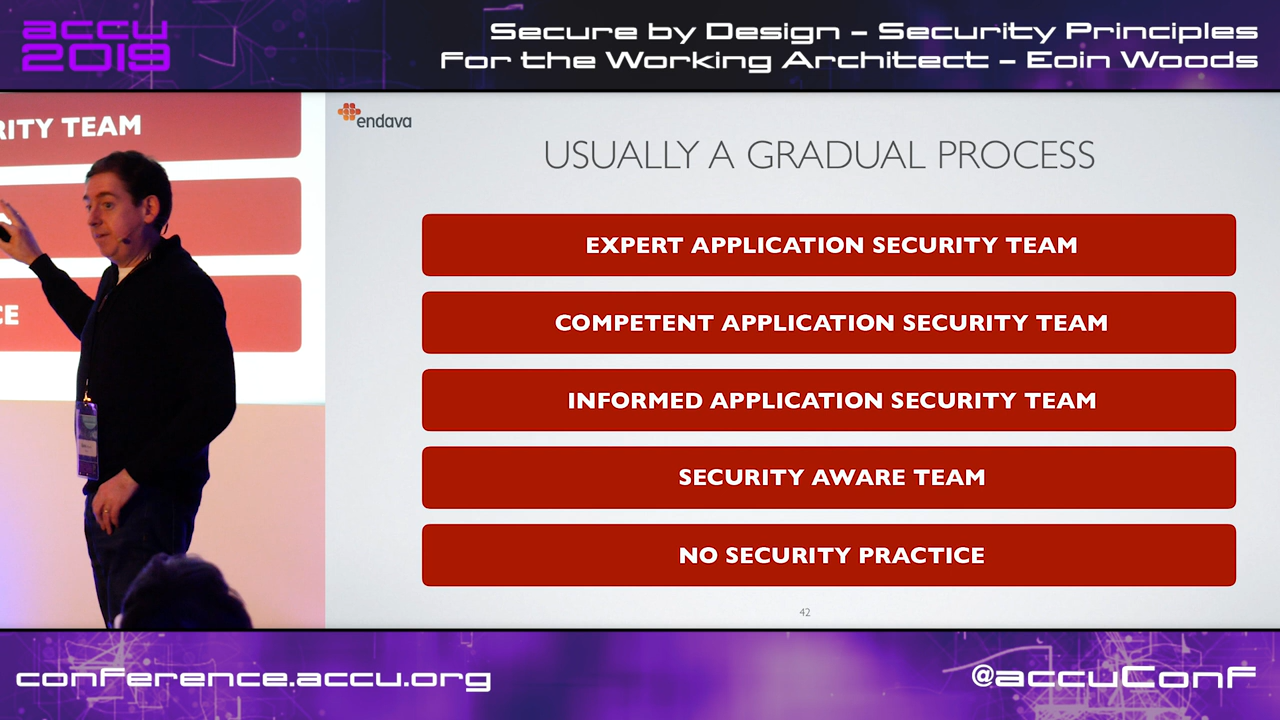 accu
2019
Secure by Design – Security Principles
For the Working Architect – Eoin Woods
RITY TEAM
CE
endava
USUALLY A GRADUAL PROCESS
EXPERT APPLICATION SECURITY TEAM
COMPETENT APPLICATION SECURITY TEAM
INFORMED APPLICATION SECURITY TEAM
SECURITY AWARE TEAM
NO SECURITY PRACTICE
42
conference.accu.org
@accuConf